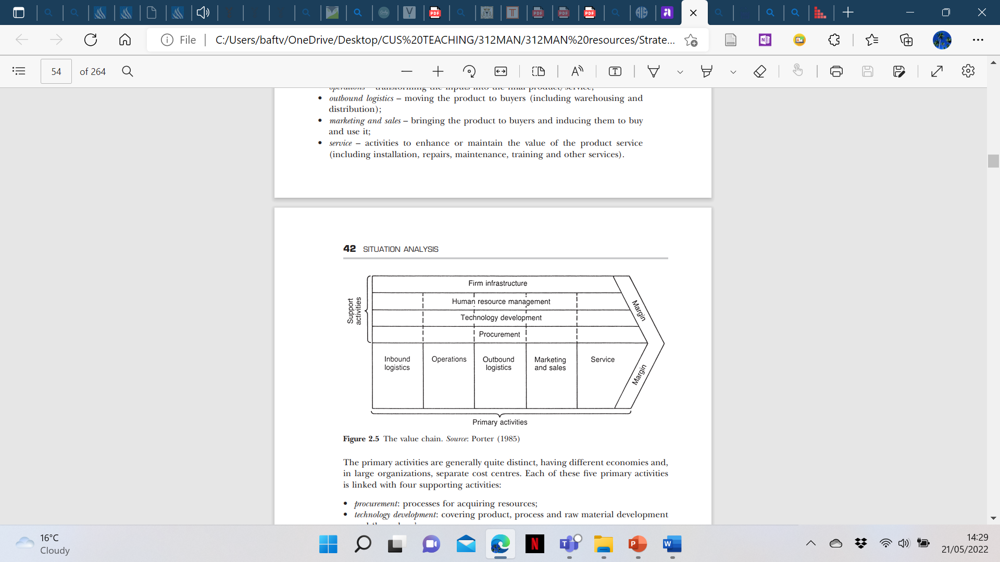 File
C:/Users/baftv/OneDrive/Desktop/CUS%20TEACHING/312MAN/312MAN%20resources/Strate...
54 of 264
outbound logistics – moving the product to buyers (including warehousing and
distribution);
marketing and sales – bringing the product to buyers and inducing them to buy
and use it;
service – activities to enhance or maintain the value of the product service
(including installation, repairs, maintenance, training and other services).
42 SITUATION ANALYSIS
Support
activities
Firm infrastructure
Human resource management
Technology development
Procurement
Margin
Inbound
logistics
Operations
Outbound
logistics
Marketing
and sales
Service
Margin
Primary activities
Figure 2.5 The value chain. Source: Porter (1985)
The primary activities are generally quite distinct, having different economies and,
in large organizations, separate cost centres. Each of these five primary activities
is linked with four supporting activities:
procurement: processes for acquiring resources;
technology development: covering product, process and raw material development
16°C
Cloudy
14:29
21/05/2022